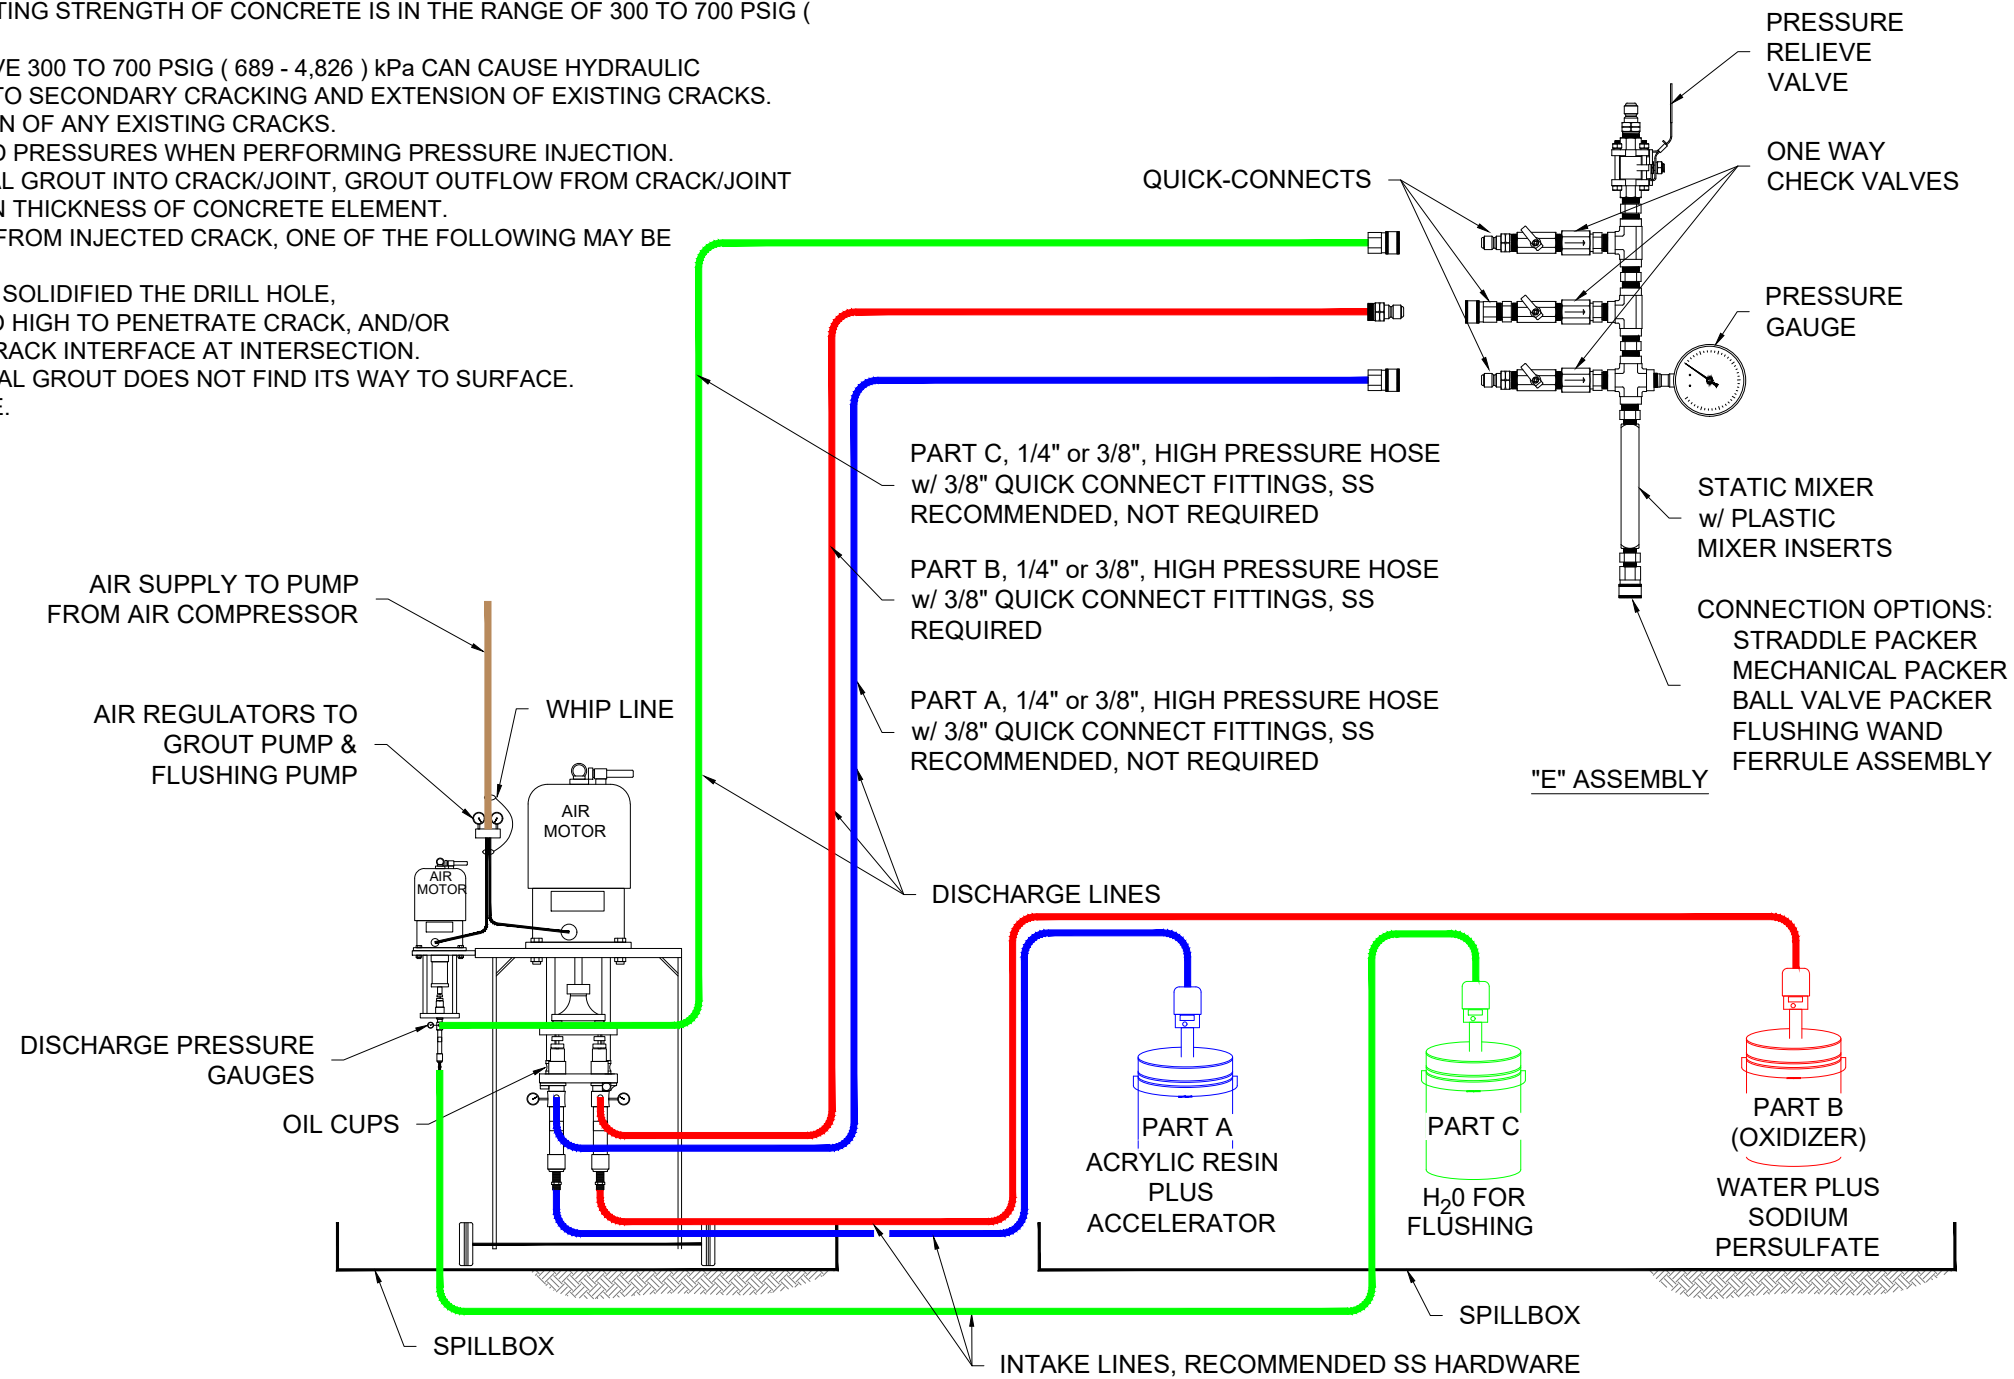 TING STRENGTH OF CONCRETE IS IN THE RANGE OF 300 TO 700 PSIG (
VE 300 TO 700 PSIG ( 689 - 4,826 ) kPa CAN CAUSE HYDRAULIC
TO SECONDARY CRACKING AND EXTENSION OF EXISTING CRACKS.
N OF ANY EXISTING CRACKS.
D PRESSURES WHEN PERFORMING PRESSURE INJECTION.
AL GROUT INTO CRACK/JOINT, GROUT OUTFLOW FROM CRACK/JOINT
N THICKNESS OF CONCRETE ELEMENT.
FROM INJECTED CRACK, ONE OF THE FOLLOWING MAY BE
SOLIDIFIED THE DRILL HOLE,
O HIGH TO PENETRATE CRACK, AND/OR
RACK INTERFACE AT INTERSECTION.
AL GROUT DOES NOT FIND ITS WAY TO SURFACE.
E.
PRESSURE
RELIEVE
VALVE
QUICK-CONNECTS
ONE WAY
CHECK VALVES
PRESSURE
GAUGE
PART C, 1/4" or 3/8", HIGH PRESSURE HOSE
w/ 3/8" QUICK CONNECT FITTINGS, SS
RECOMMENDED, NOT REQUIRED
PART B, 1/4" or 3/8", HIGH PRESSURE HOSE
w/ 3/8" QUICK CONNECT FITTINGS, SS
REQUIRED
PART A, 1/4" or 3/8", HIGH PRESSURE HOSE
w/ 3/8" QUICK CONNECT FITTINGS, SS
RECOMMENDED, NOT REQUIRED
STATIC MIXER
w/ PLASTIC
MIXER INSERTS
CONNECTION OPTIONS:
STRADDLE PACKER
MECHANICAL PACKER
BALL VALVE PACKER
FLUSHING WAND
FERRULE ASSEMBLY
"E" ASSEMBLY
AIR SUPPLY TO PUMP
FROM AIR COMPRESSOR
AIR REGULATORS TO
GROUT PUMP &
FLUSHING PUMP
WHIP LINE
AIR
MOTOR
AIR
MOTOR
DISCHARGE LINES
DISCHARGE PRESSURE
GAUGES
OIL CUPS
PART A
ACRYLIC RESIN
PLUS
ACCELERATOR
PART C
H20 FOR
FLUSHING
PART B
(OXIDIZER)
WATER PLUS
SODIUM
PERSULFATE
SPILLBOX
SPILLBOX
INTAKE LINES, RECOMMENDED SS HARDWARE